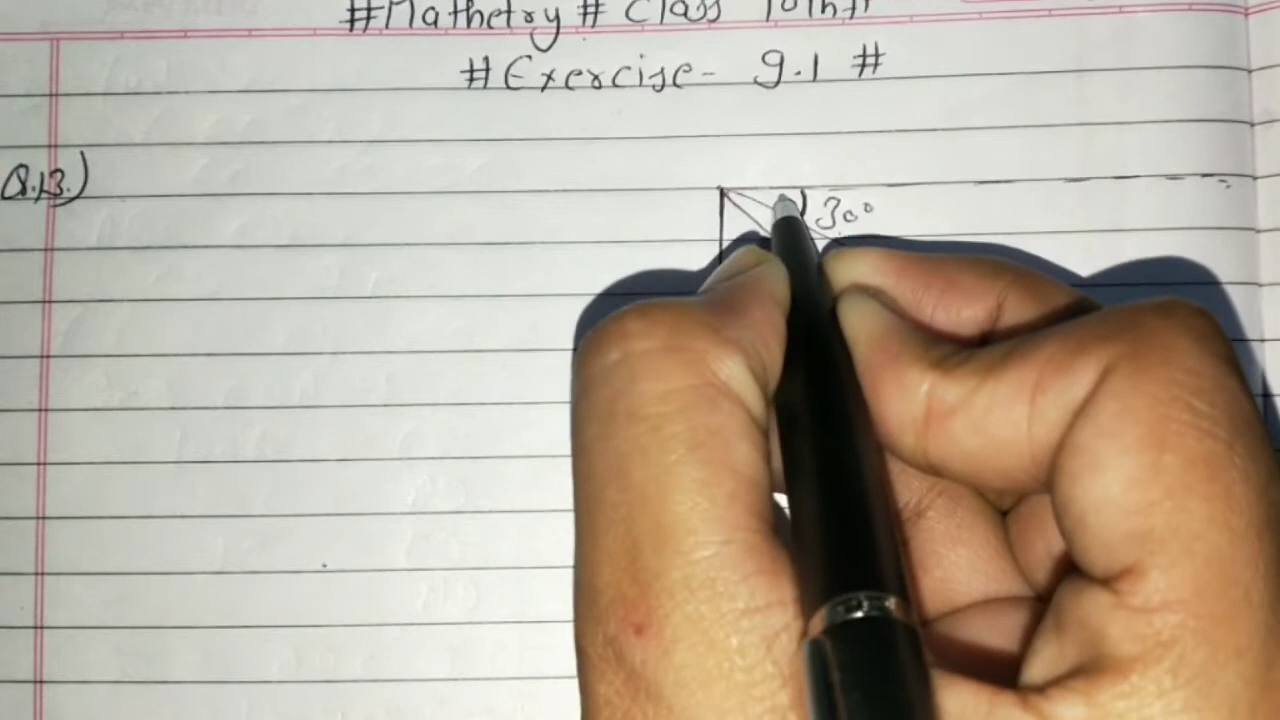 #Mathetry # Class 10th#
#Exercise- 9.1 #
Q.13.)
30°